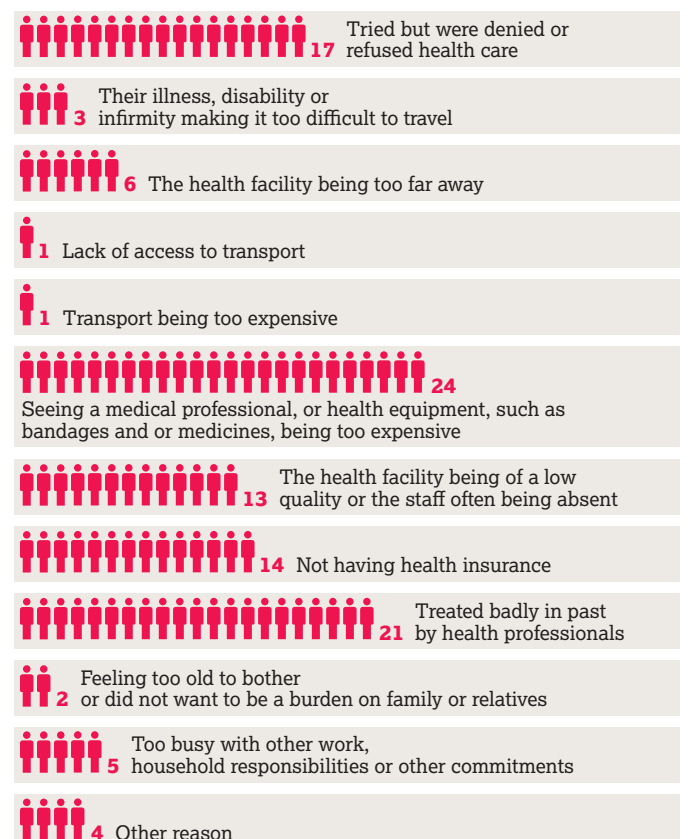 Tried but were denied or
17 refused health care
Their illness, disability or
3 infirmity making it too difficult to travel
6 The health facility being too far away
1 Lack of access to transport
1 Transport being too expensive
24
Seeing a medical professional, or health equipment, such as
bandages and or medicines, being too expensive
The health facility being of a low
13 quality or the staff often being absent
14 Not having health insurance
Treated badly in past
21 by health professionals
Feeling too old to bother
2 or did not want to be a burden on family or relatives
Too busy with other work,
5 household responsibilities or other commitments
4 Other reason